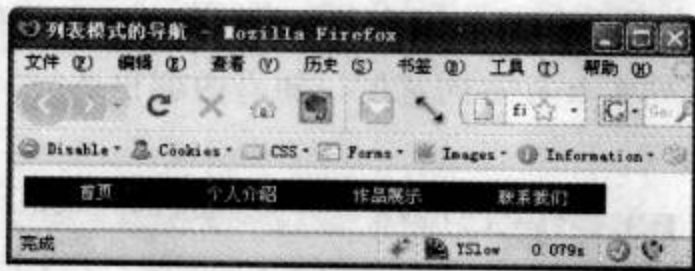 列表模式的导航 - Mozilla Firefox
文件 (F) 编辑 (E) 查看 (V) 历史 (S) 书签 (B) 工具 (T) 帮助 (H)
fi G
Disable Cookies CSS Forms Images Information
首页 个人介绍 作品展示 联系我们
完成 YSlow 0.079s